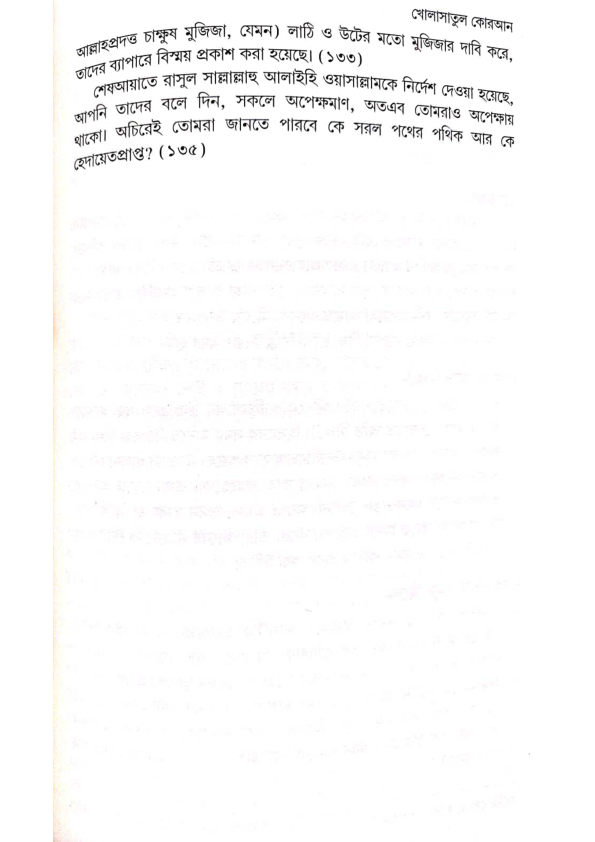 খোলাসাতুল কোরআন
আল্লাহপ্রদত্ত চাক্ষুষ মুজিজা, যেমন) লাঠি ও উটের মতো মুজিজার দাবি করে,
তাদের ব্যাপারে বিস্ময় প্রকাশ করা হয়েছে। (১৩৩)
শেষআয়াতে রাসুল সাল্লাল্লাহু আলাইহি ওয়াসাল্লামকে নির্দেশ দেওয়া হয়েছে,
আপনি তাদের বলে দিন, সকলে অপেক্ষমাণ, অতএব তোমরাও অপেক্ষায়
থাকো। অচিরেই তোমরা জানতে পারবে কে সরল পথের পথিক আর কে
হেদায়েতপ্রাপ্ত? (১৩৫)